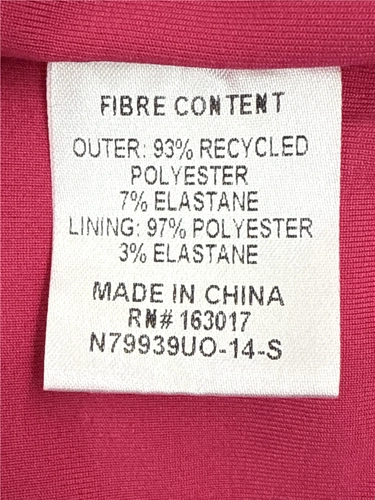 FIBRE CONTENT
OUTER: 93% RECYCLED
POLYESTER
7% ELASTANE
LINING: 97% POLYESTER
3% ELASTANE
MADE IN CHINA
RN# 163017
N79939UO-14-S